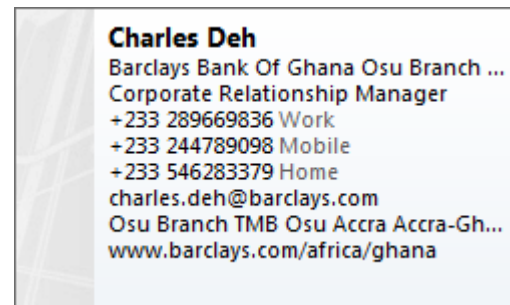 Charles Deh
Barclays Bank Of Ghana Osu Branch ...
Corporate Relationship Manager
+233 289669836 Work
+233 244789098 Mobile
+233 546283379 Home
charles.deh@barclays.com
Osu Branch TMB Osu Accra Accra-Gh...
www.barclays.com/africa/ghana